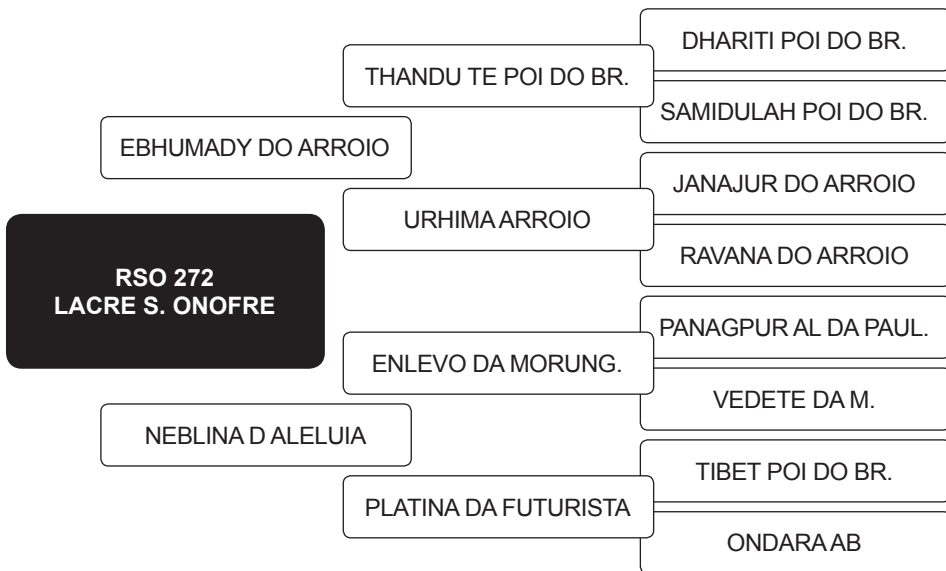 DHARITI POI DO BR.
THANDU TE POI DO BR.
SAMIDULAH POI DO BR.
EBHUMADY DO ARROIO
JANAJUR DO ARROIO
URHIMA ARROIO
RAVANA DO ARROIO
RSO 272
LACRE S. ONOFRE
PANAGPUR AL DA PAUL.
ENLEVO DA MORUNG.
VEDETE DA M.
NEBLINA D ALELUIA
TIBET POI DO BR.
PLATINA DA FUTURISTA
ONDARA AB